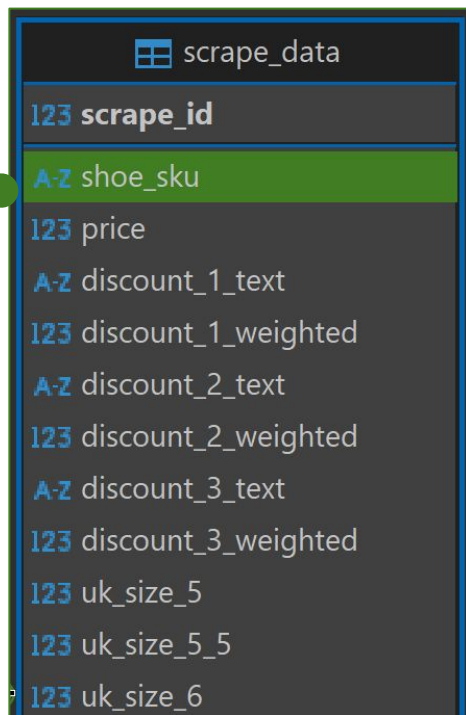 scrape_data
123 scrape_id
A-Z shoe_sku
123 price
A-Z discount_1_text
123 discount_1_weighted
A-Z discount_2_text
123 discount_2_weighted
A-Z discount_3_text
123 discount_3_weighted
123 uk_size_5
123 uk_size_5_5
123 uk_size_6